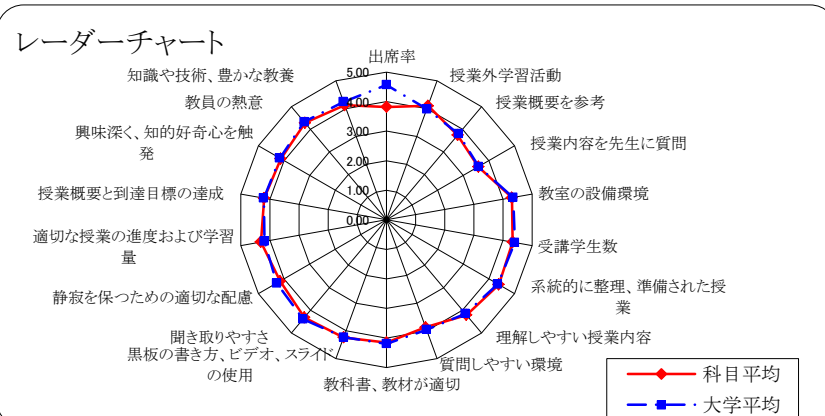 レーダーチャート
出席率
授業外学習活動
授業概要を参考
授業内容を先生に質問
教室の設備環境
受講学生数
系統的に整理、準備された授
業
理解しやすい授業内容
質問しやすい環境
教科書、教材が適切
黒板の書き方、ビデオ、スライド
の使用
聞き取りやすさ
静寂を保つための適切な配慮
適切な授業の進度および学習
量
授業概要と到達目標の達成
興味深く、知的好奇心を触
発
教員の熱意
知識や技術、豊かな教養
5.00
4.00
3.00
2.00
1.00
0.00
科目平均
大学平均